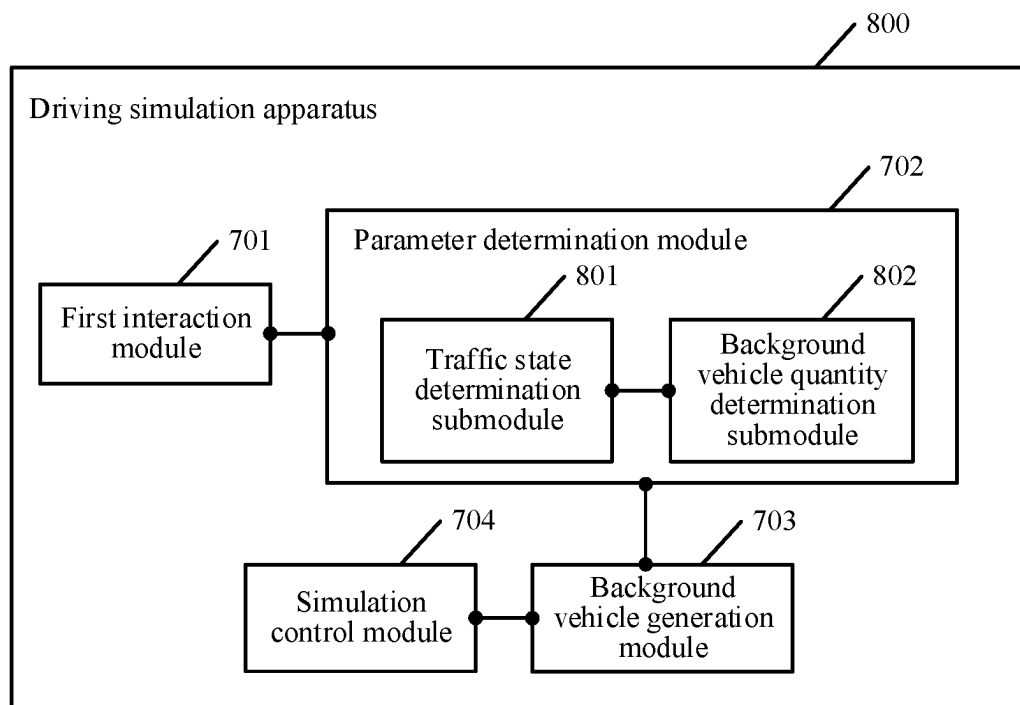 800
Driving simulation apparatus
702
Parameter determination module
701
First interaction
module
801
Traffic state
determination
submodule
802
Background
vehicle quantity
determination
submodule
704
Simulation
control module
703
Background
vehicle generation
module